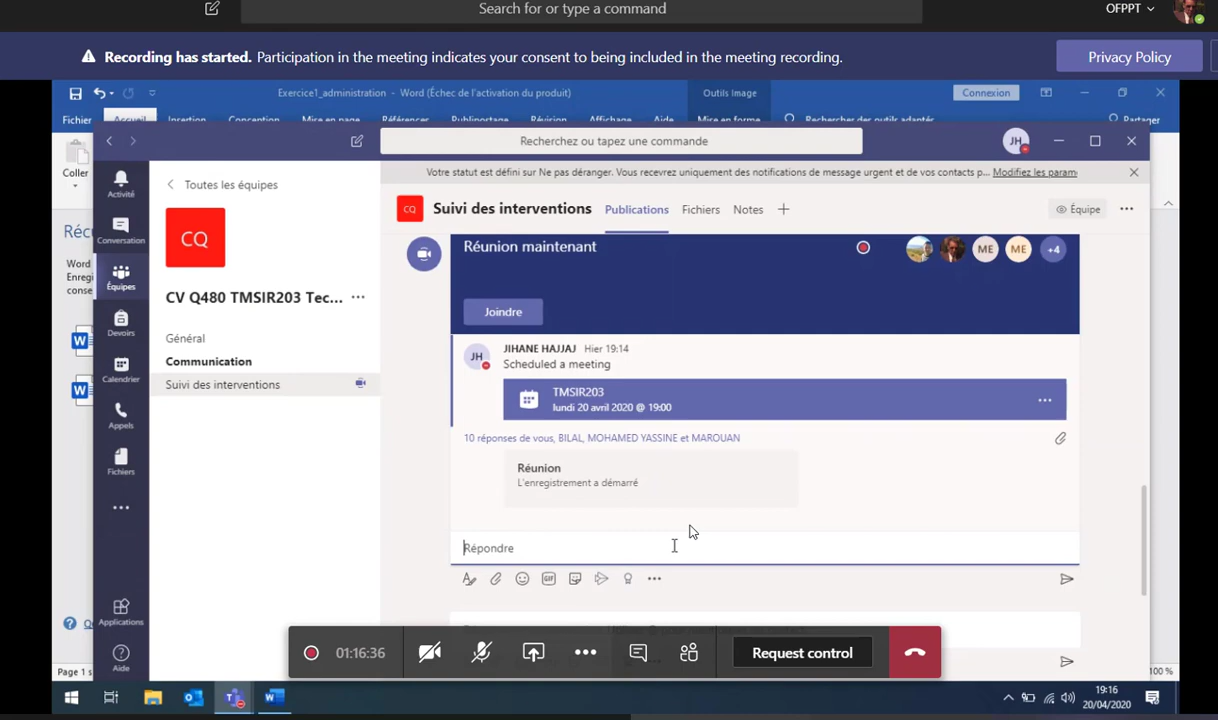 Search for or type a command
OFPPT
Recording has started. Participation in the meeting indicates your consent to being included in the meeting recording.
Privacy Policy
Exercice1_administration - Word (Échec de l'activation du produit)
Outils Image
Connexion
Fichier Accueil Insertion Conception Mise en page Références Publipostage Révision Affichage Aide Mise en forme Rechercher des outils adaptés Partager
Coller
Recherchez ou tapez une commande
JH
Votre statut est défini sur Ne pas déranger. Vous recevrez uniquement des notifications de message urgent et de vos contacts p... Modifiez les param
Activité
Conversation
Équipes
Devoirs
Calendrier
Appels
Fichiers
Applications
Aide
Toutes les équipes
CQ
CV Q480 TMSIR203 Tec... ...
Général
Communication
Suivi des interventions
CQ Suivi des interventions Publications Fichiers Notes + Équipe ...
Réunion maintenant
ME ME +4
Joindre
JH
JIHANE HAJJAJ Hier 19:14
Scheduled a meeting
TMSIR203
lundi 20 avril 2020 @ 19:00
10 réponses de vous, BILAL, MOHAMED YASSINE et MAROUAN
Réunion
L'enregistrement a démarré
Répondre
GIF
Réc
Word
Enregi
conse
01:16:36
Request control
Page 1 s
100 %
19:16
20/04/2020